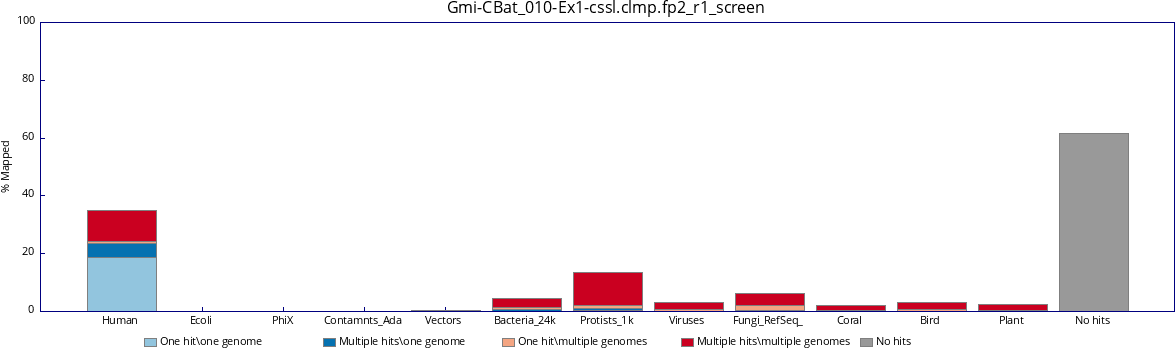 Gmi-CBat_010-Ex1-cssl.clmp.fp2_r1_screen
% Mapped
100
80
60
40
20
0
Human Ecoli PhiX Contamnts_Ada Vectors Bacteria_24k Protists_1k Viruses Fungi_RefSeq_ Coral Bird Plant No hits
One hit\one genome Multiple hits\one genome One hit\multiple genomes Multiple hits\multiple genomes No hits